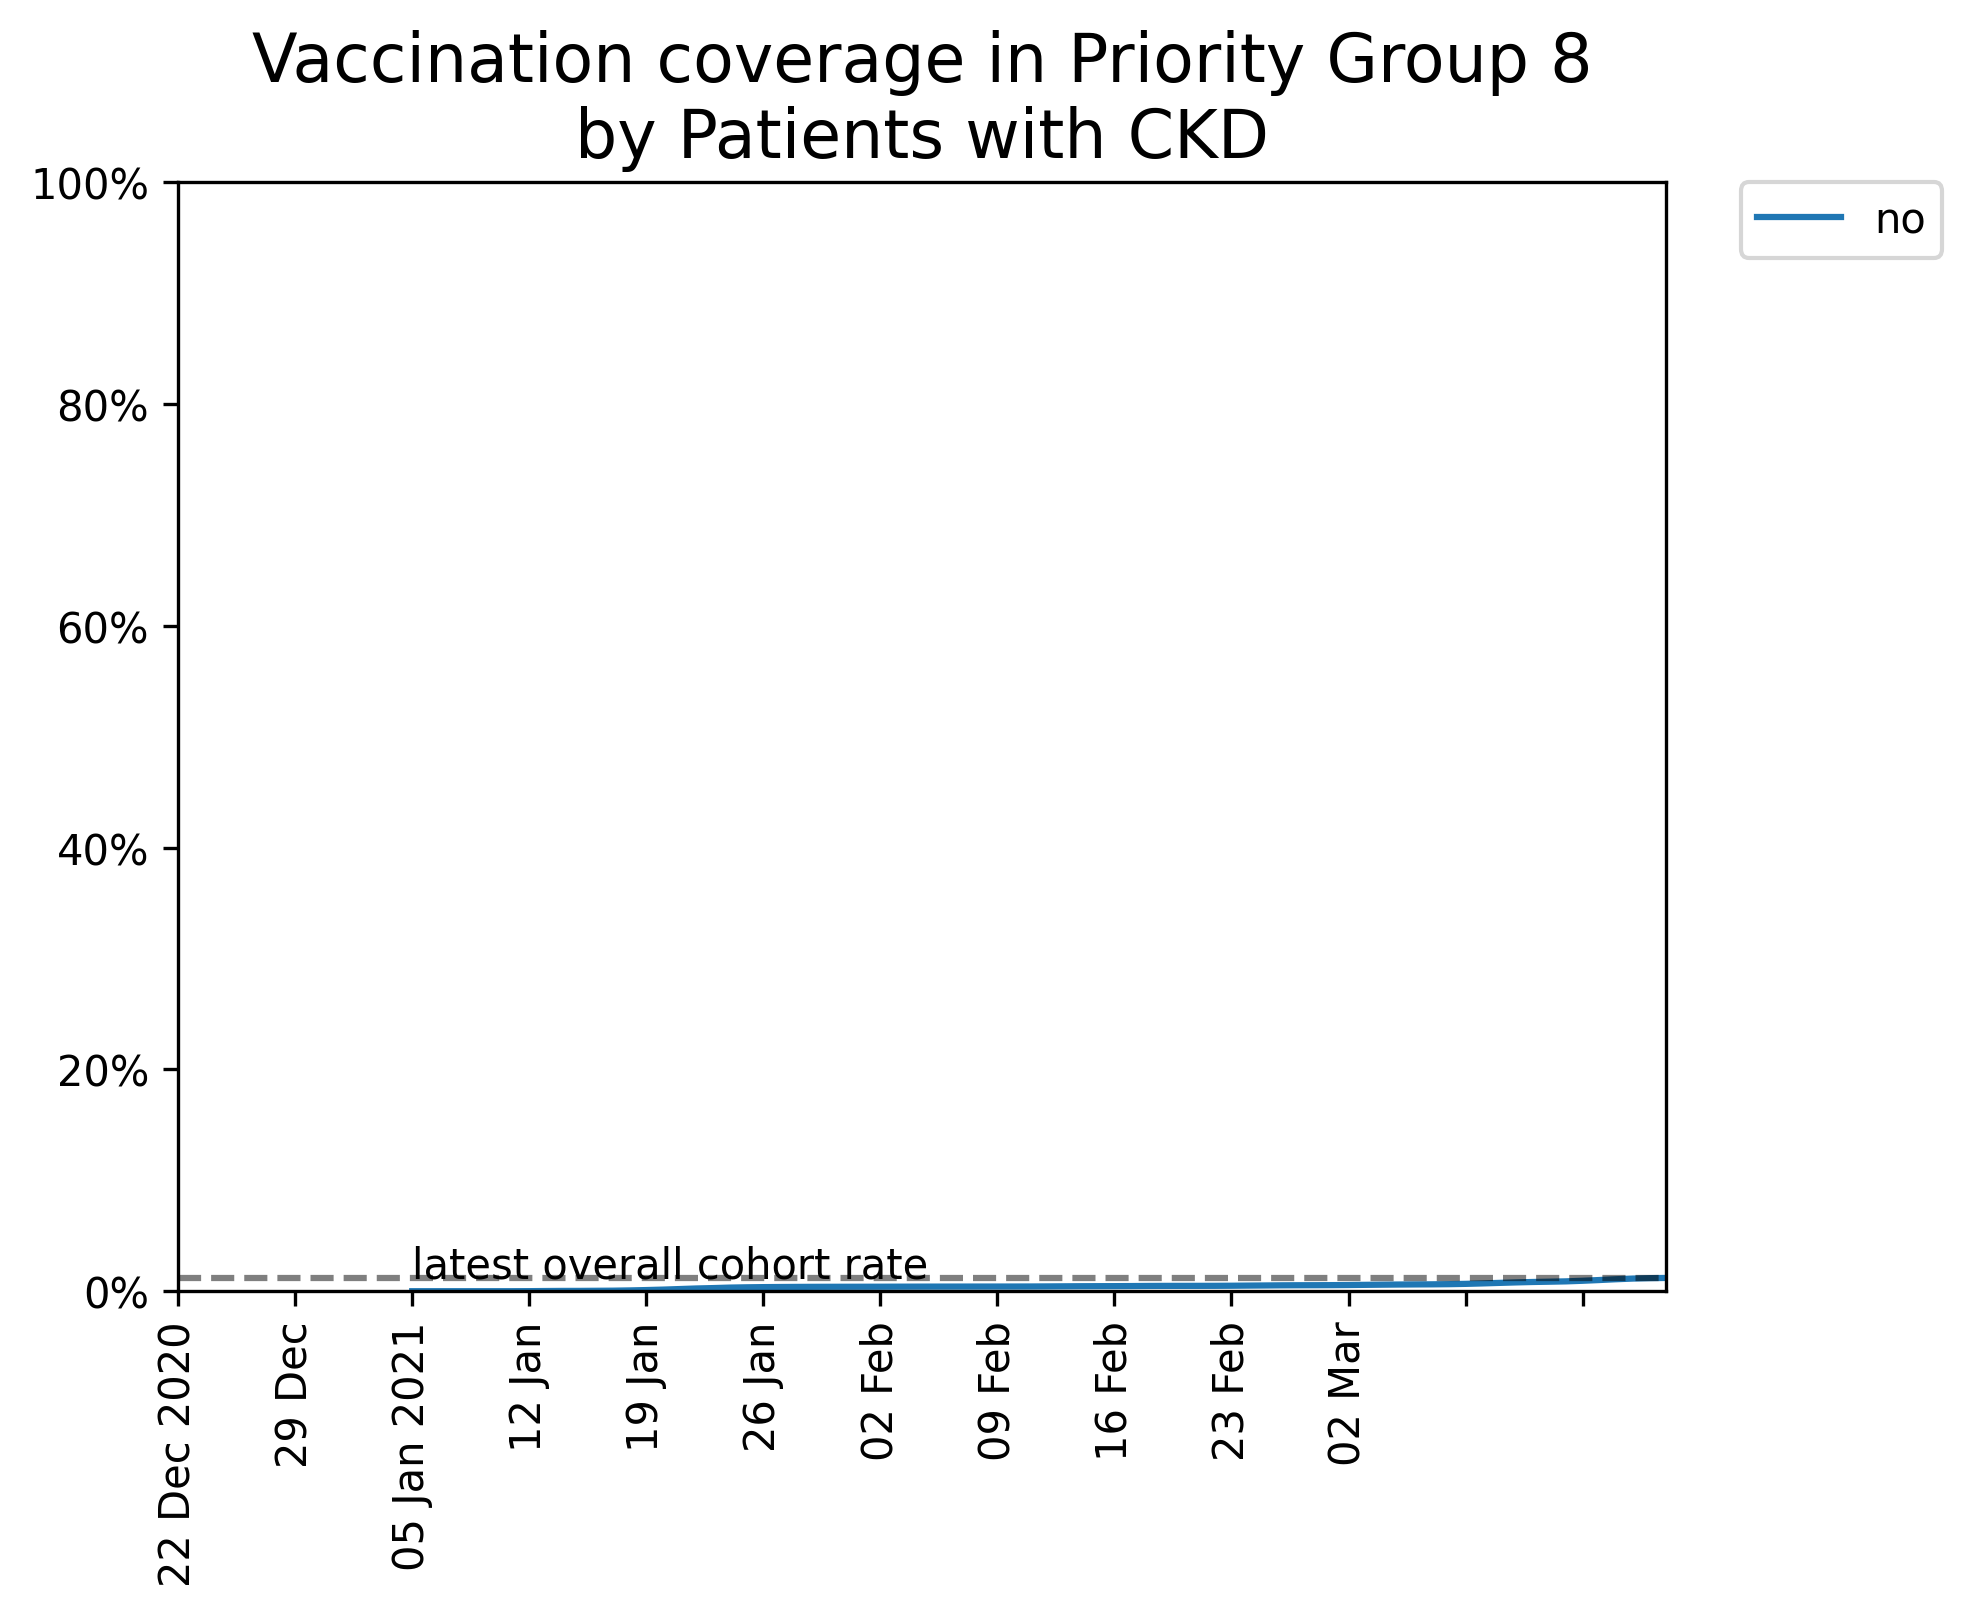 Vaccination coverage in Priority Group 8
by Patients with CKD
100%
80%
60%
40%
20%
0%
no
latest overall cohort rate
22 Dec 2020
29 Dec
05 Jan 2021
12 Jan
19 Jan
26 Jan
02 Feb
09 Feb
16 Feb
23 Feb
02 Mar